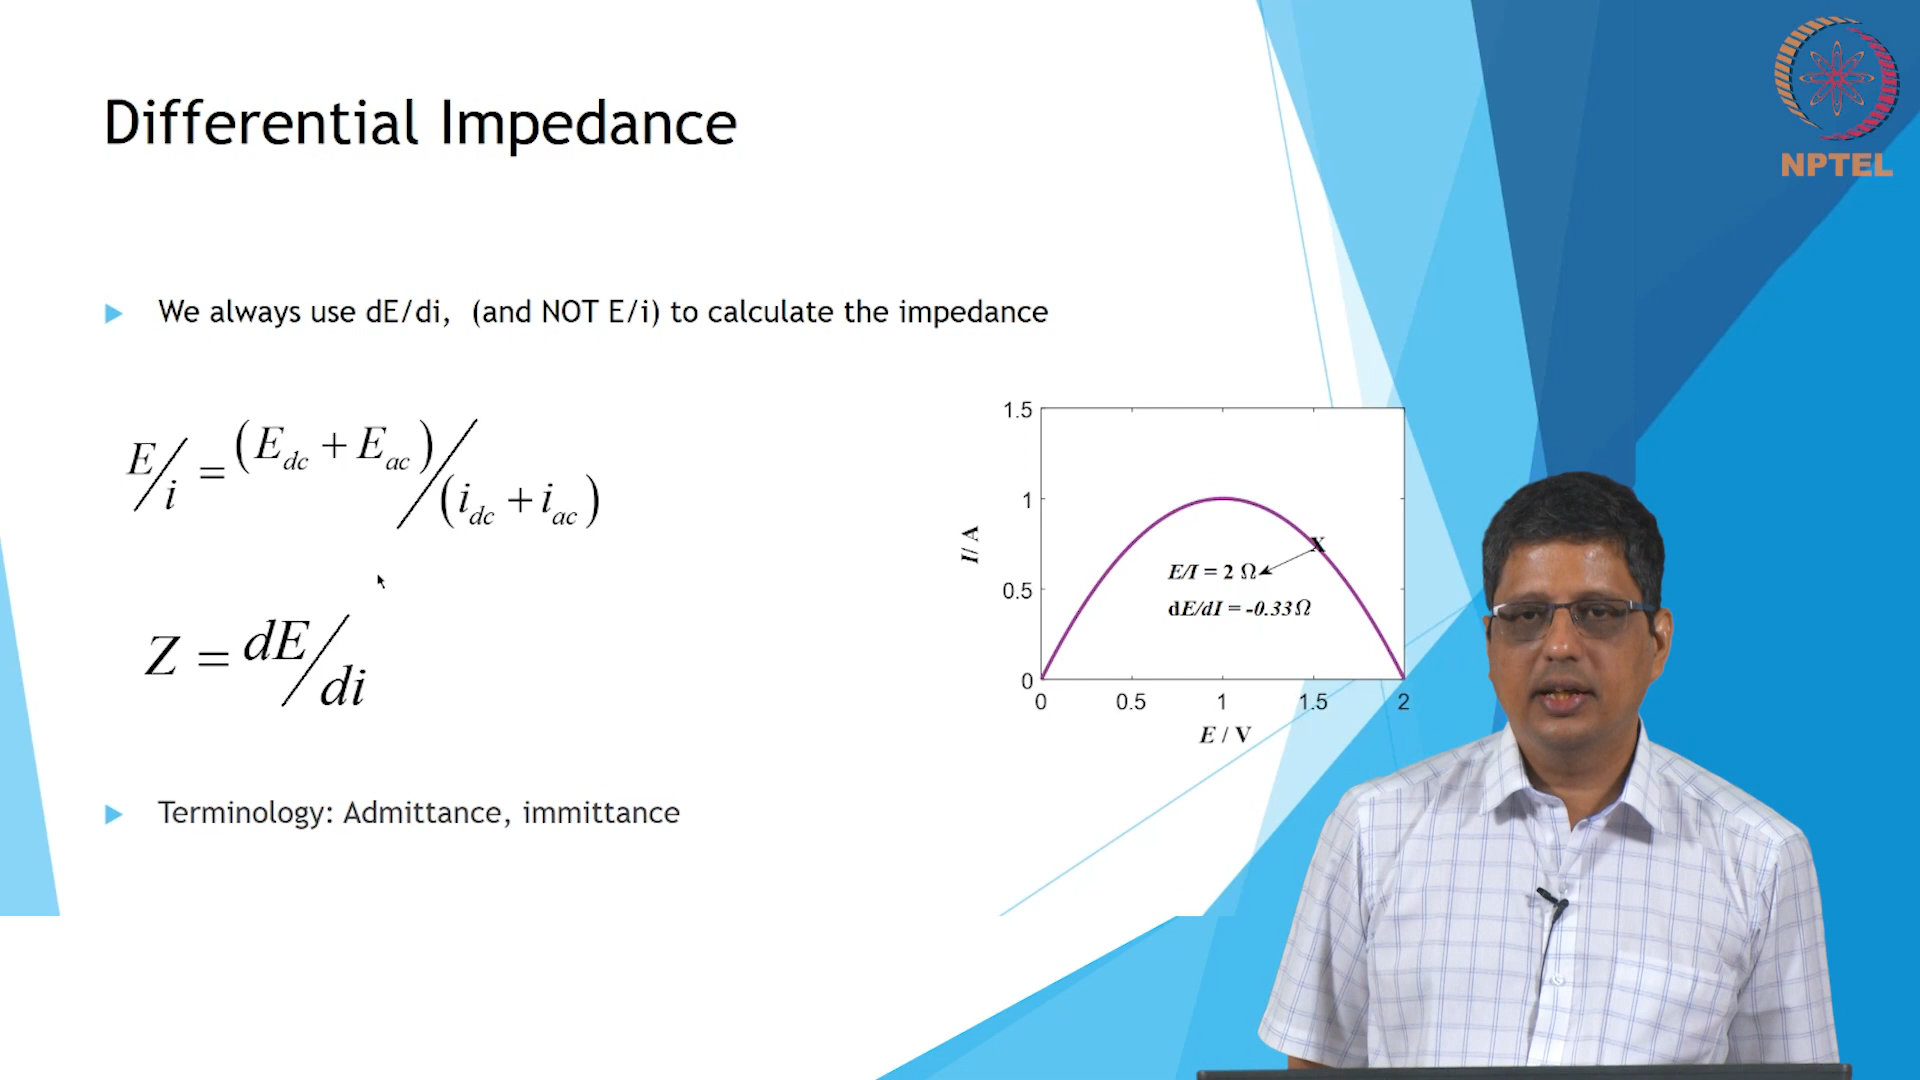 Differential Impedance
NPTEL
We always use dE/di, (and NOT E/i) to calculate the impedance
E/i = (E_dc + E_ac)/(i_dc + i_ac)
Z = dE/di
Terminology: Admittance, immittance
1.5
1
0.5
0
I/ A
X
E/I = 2 Ω
dE/dI = -0.33Ω
0 0.5 1 1.5 2
E / V